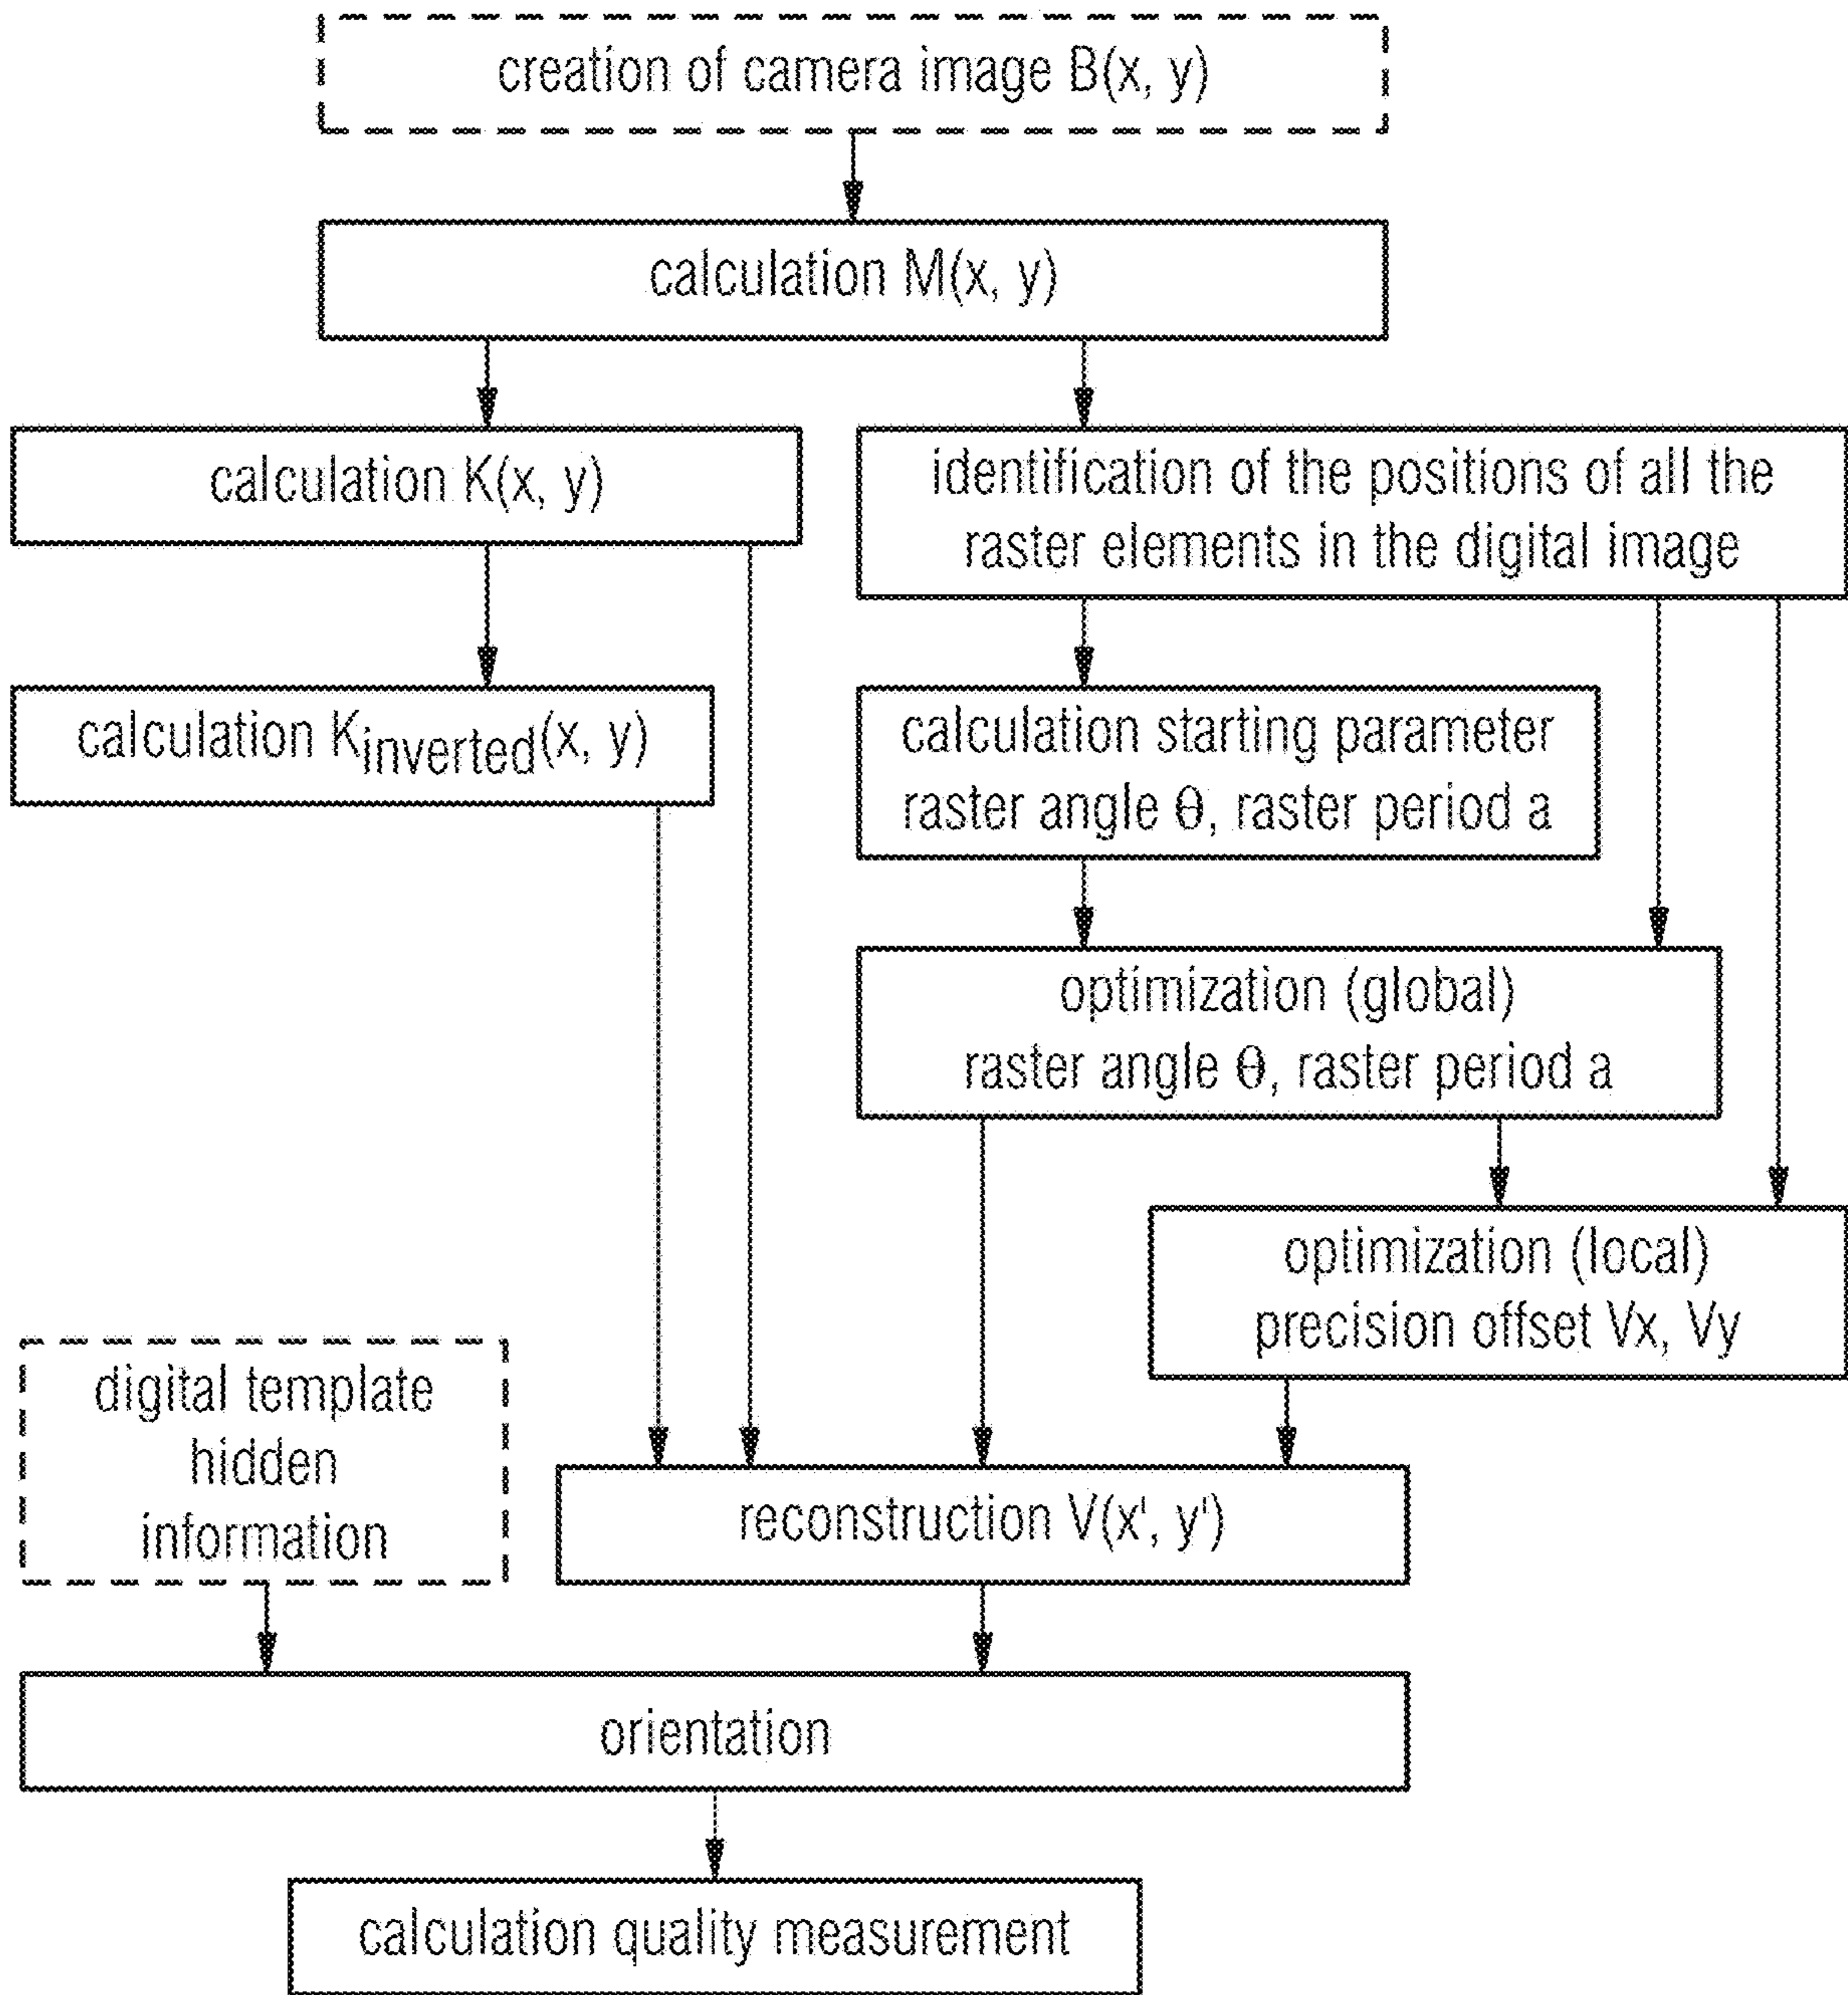 creation of camera image B(x, y)
calculation M(x, y)
calculation K(x, y)
identification of the positions of all the
raster elements in the digital image
calculation Kinverted(x, y)
calculation starting parameter
raster angle θ, raster period a
optimization (global)
raster angle θ, raster period a
optimization (local)
precision offset Vx, Vy
digital template
hidden
information
reconstruction V(x', y')
orientation
calculation quality measurement